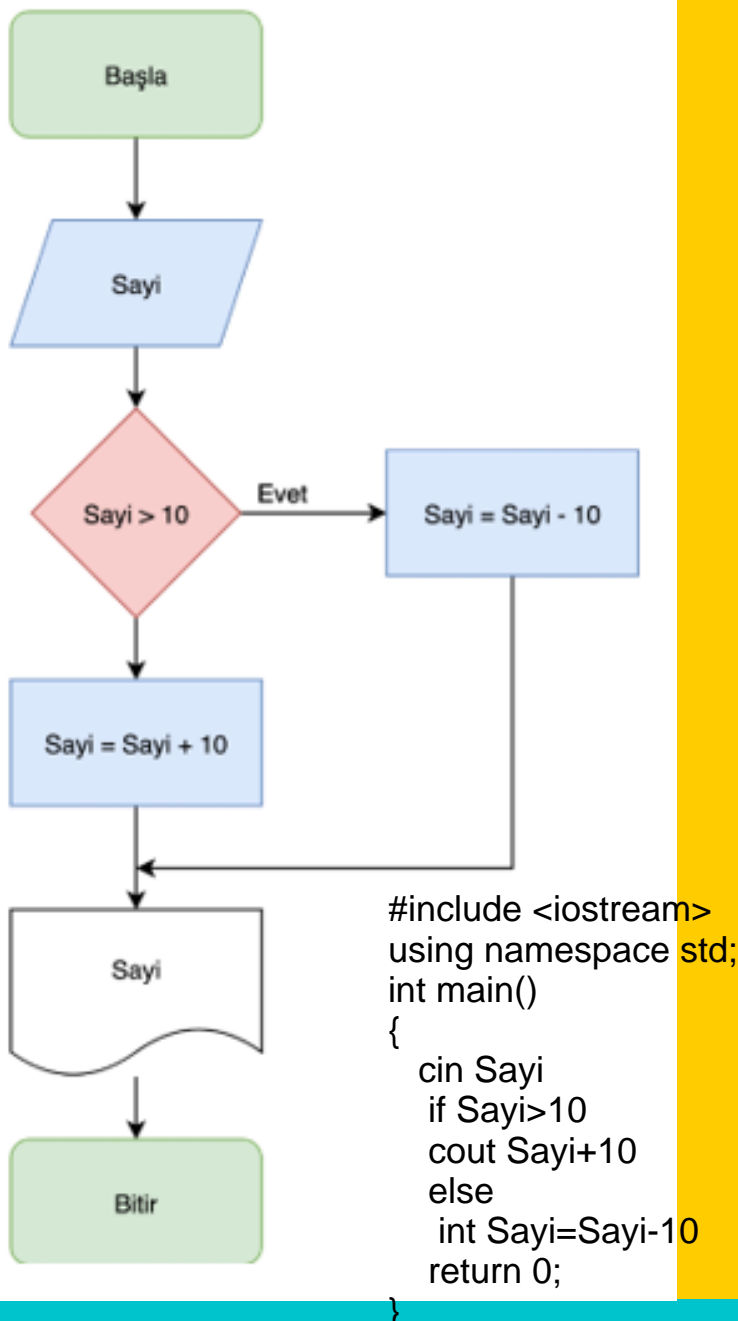 Başla
Sayi
Sayi > 10
Evet
Sayi = Sayi - 10
Sayi = Sayi + 10
Sayi
Bitir
#include <iostream>
using namespace std;
int main()
{
cin Sayi
if Sayi>10
cout Sayi+10
else
int Sayi=Sayi-10
return 0;
}